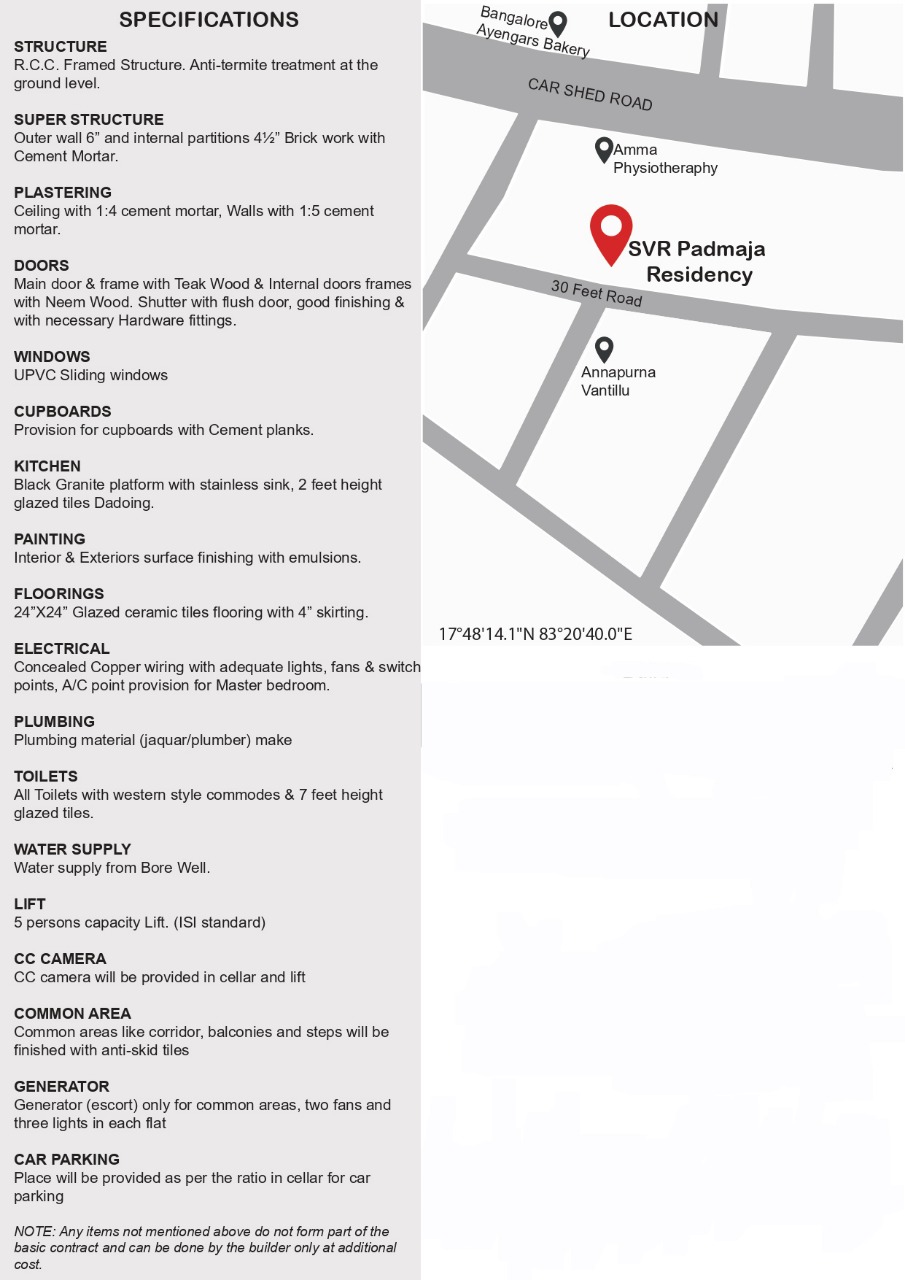 SPECIFICATIONS
STRUCTURE
R.C.C. Framed Structure. Anti-termite treatment at the
ground level.
SUPER STRUCTURE
Outer wall 6” and internal partitions 4½” Brick work with
Cement Mortar.
PLASTERING
Ceiling with 1:4 cement mortar, Walls with 1:5 cement
mortar.
DOORS
Main door & frame with Teak Wood & Internal doors frames
with Neem Wood. Shutter with flush door, good finishing &
with necessary Hardware fittings.
WINDOWS
UPVC Sliding windows
CUPBOARDS
Provision for cupboards with Cement planks.
KITCHEN
Black Granite platform with stainless sink, 2 feet height
glazed tiles Dadoing.
PAINTING
Interior & Exteriors surface finishing with emulsions.
FLOORINGS
24”X24” Glazed ceramic tiles flooring with 4” skirting.
ELECTRICAL
Concealed Copper wiring with adequate lights, fans & switch
points, A/C point provision for Master bedroom.
PLUMBING
Plumbing material (jaquar/plumber) make
TOILETS
All Toilets with western style commodes & 7 feet height
glazed tiles.
WATER SUPPLY
Water supply from Bore Well.
LIFT
5 persons capacity Lift. (ISI standard)
CC CAMERA
CC camera will be provided in cellar and lift
COMMON AREA
Common areas like corridor, balconies and steps will be
finished with anti-skid tiles
GENERATOR
Generator (escort) only for common areas, two fans and
three lights in each flat
CAR PARKING
Place will be provided as per the ratio in cellar for car
parking
NOTE: Any items not mentioned above do not form part of the
basic contract and can be done by the builder only at additional
cost.
LOCATION
Bangalore
Ayengars Bakery
CAR SHED ROAD
Amma
Physiotheraphy
SVR Padmaja
Residency
30 Feet Road
Annapurna
Vantillu
17°48'14.1"N 83°20'40.0"E